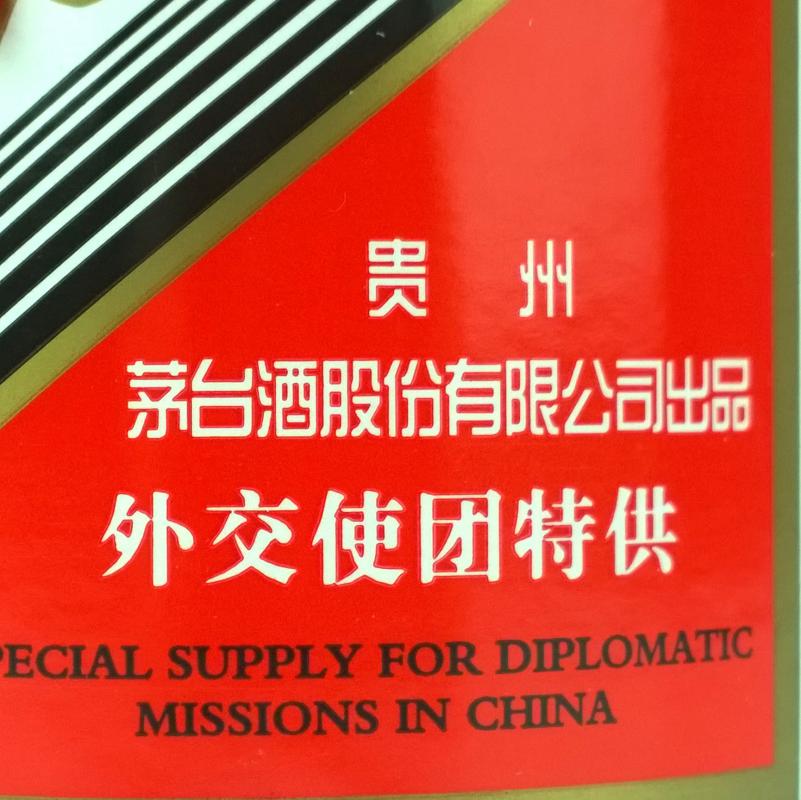 贵州
茅台酒股份有限公司出品
外交使团特供
PECIAL SUPPLY FOR DIPLOMATIC
MISSIONS IN CHINA